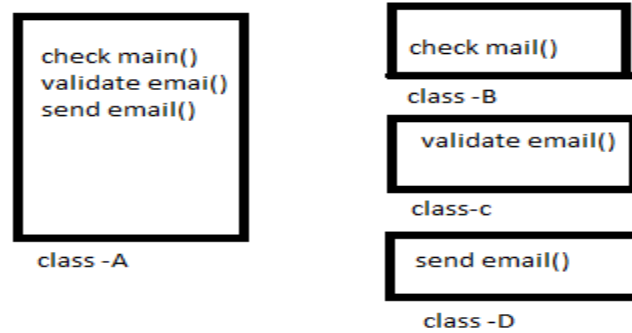 check main()
validate emai()
send email()
class -A
check mail()
class -B
validate email()
class-c
send email()
class -D